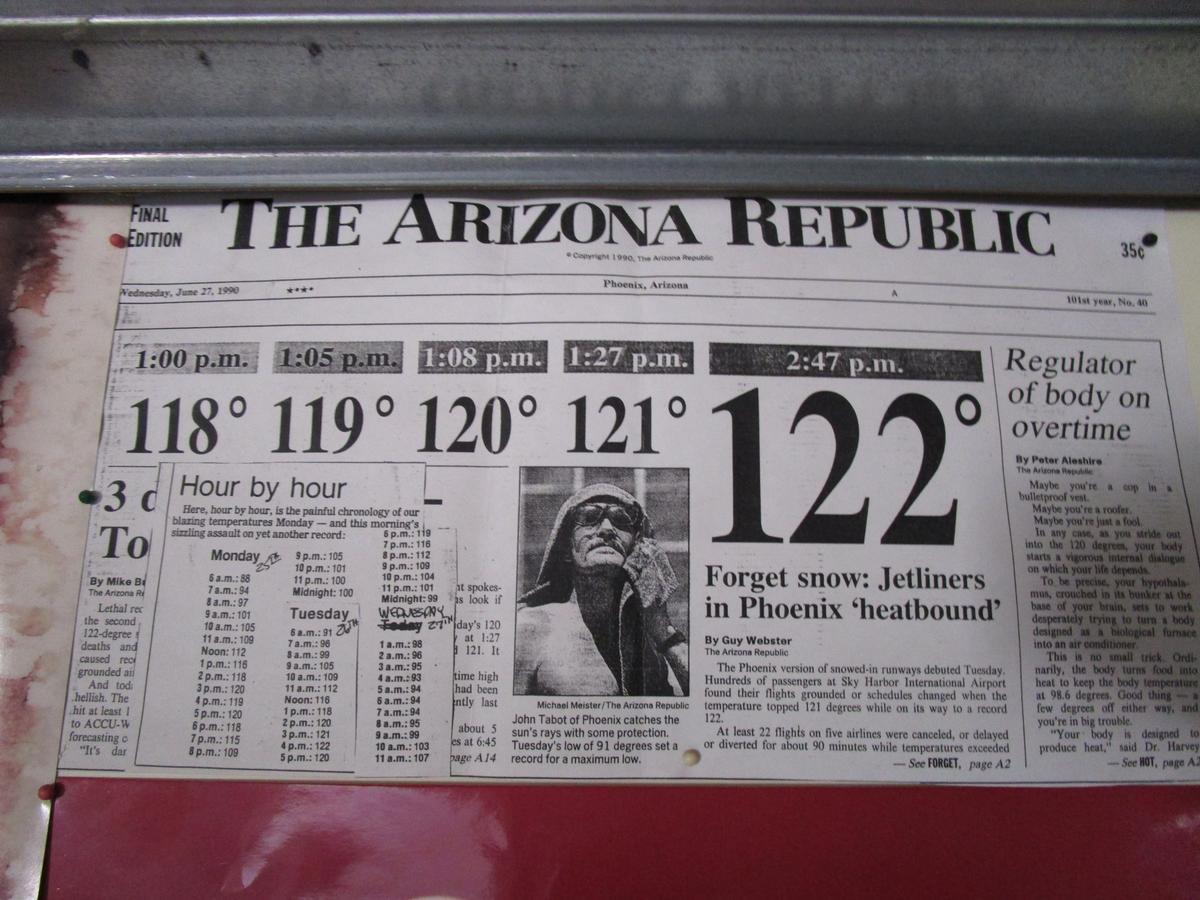 FINAL
EDITION
THE ARIZONA REPUBLIC
35¢
© Copyright 1990, The Arizona Republic
Wednesday, June 27, 1990
★★★★
Phoenix, Arizona
A
101st year, No. 40
1:00 p.m.
1:05 p.m.
1:08 p.m.
1:27 p.m.
2:47 p.m.
118°
119°
120°
121°
122°
3 d
To
By Mike
The Arizona
Lethal
the second
122-degree
deaths and
caused
grounded
And
hellish. The
hit at least 1
to ACCU-W
forecasting
"It's
Hour by hour
Here, hour by hour, is the painful chronology of our
blazing temperatures Monday — and this morning's
sizzling assault on yet another record:
Monday 25TH
6 a.m.: 88
7 a.m.: 94
8 a.m.: 97
9 a.m.: 101
10 a.m.: 105
11 a.m.: 109
Noon: 112
1 p.m.: 116
2 p.m.: 118
3 p.m.: 120
4 p.m.: 119
5 p.m.: 120
6 p.m.: 118
7 p.m.: 115
8 p.m.: 109
9 p.m.: 105
10 p.m.: 101
11 p.m.: 100
Midnight: 100
Tuesday 26TH
6 a.m.: 91
7 a.m.: 96
8 a.m.: 99
9 a.m.: 105
10 a.m.: 109
11 a.m.: 112
Noon: 116
1 p.m.: 118
2 p.m.: 120
3 p.m.: 121
4 p.m.: 122
5 p.m.: 120
6 p.m.: 119
7 p.m.: 116
8 p.m.: 112
9 p.m.: 109
10 p.m.: 104
11 p.m.: 101
Midnight: 99
WEDNESDAY
Today 27TH
1 a.m.: 98
2 a.m.: 96
3 a.m.: 95
4 a.m.: 93
5 a.m.: 94
6 a.m.: 94
7 a.m.: 94
8 a.m.: 95
9 a.m.: 99
10 a.m.: 103
11 a.m.: 107
spokes-
look if
day's 120
at 1:27
121. It
time high
had been
ently last
about 5
es at 6:45
page A14
Michael Meister/The Arizona Republic
John Tabot of Phoenix catches the
sun's rays with some protection.
Tuesday's low of 91 degrees set a
record for a maximum low.
Forget snow: Jetliners
in Phoenix 'heatbound'
By Guy Webster
The Arizona Republic
The Phoenix version of snowed-in runways debuted Tuesday.
Hundreds of passengers at Sky Harbor International Airport
found their flights grounded or schedules changed when the
temperature topped 121 degrees while on its way to a record
122.
At least 22 flights on five airlines were canceled, or delayed
or diverted for about 90 minutes while temperatures exceeded
— See FORGET, page A2
Regulator
of body on
overtime
By Peter Aleshire
The Arizona Republic
Maybe you're a cop in a
bulletproof vest.
Maybe you're a roofer.
Maybe you're just a fool.
In any case, as you stride out
into the 120 degrees, your body
starts a vigorous internal dialogue
on which your life depends.
To be precise, your hypothala-
mus, crouched in its bunker at the
base of your brain, sets to work
desperately trying to turn a body
designed as a biological furnace
into an air conditioner.
This is no small trick. Ordi-
narily, the body turns food into
heat to keep the body temperature
at 98.6 degrees. Good thing — a
few degrees off either way, and
you're in big trouble.
"Your body is designed to
produce heat," said Dr. Harvey
— See HOT, page A2